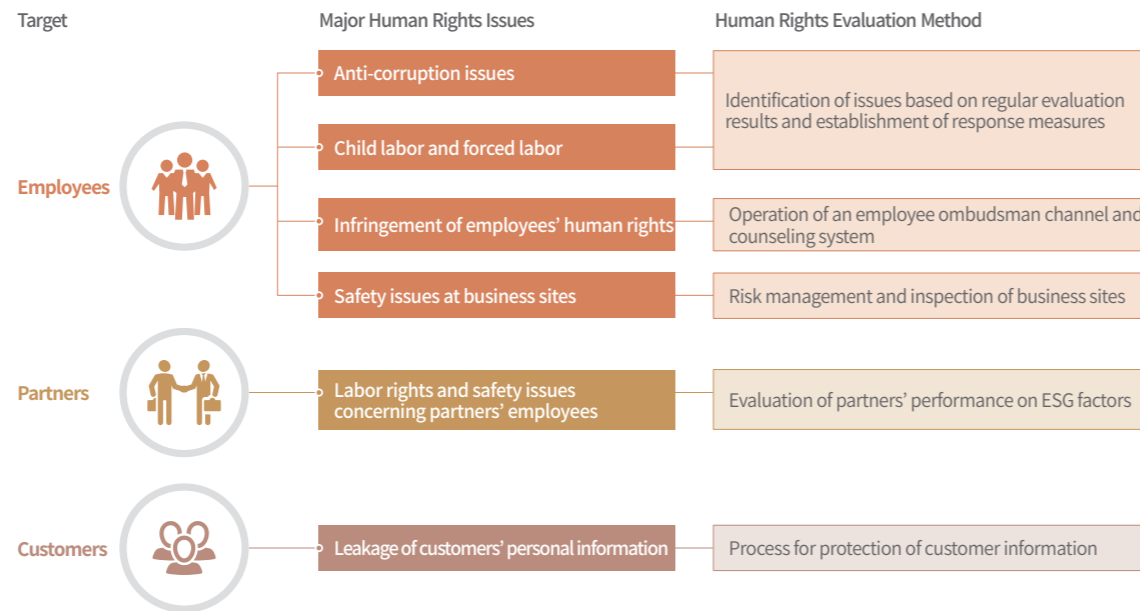 Target
Major Human Rights Issues
Human Rights Evaluation Method
Employees
Anti-corruption issues
Child labor and forced labor
Identification of issues based on regular evaluation
results and establishment of response measures
Infringement of employees’ human rights
Operation of an employee ombudsman channel and
counseling system
Safety issues at business sites
Risk management and inspection of business sites
Partners
Labor rights and safety issues
concerning partners’ employees
Evaluation of partners’ performance on ESG factors
Customers
Leakage of customers’ personal information
Process for protection of customer information